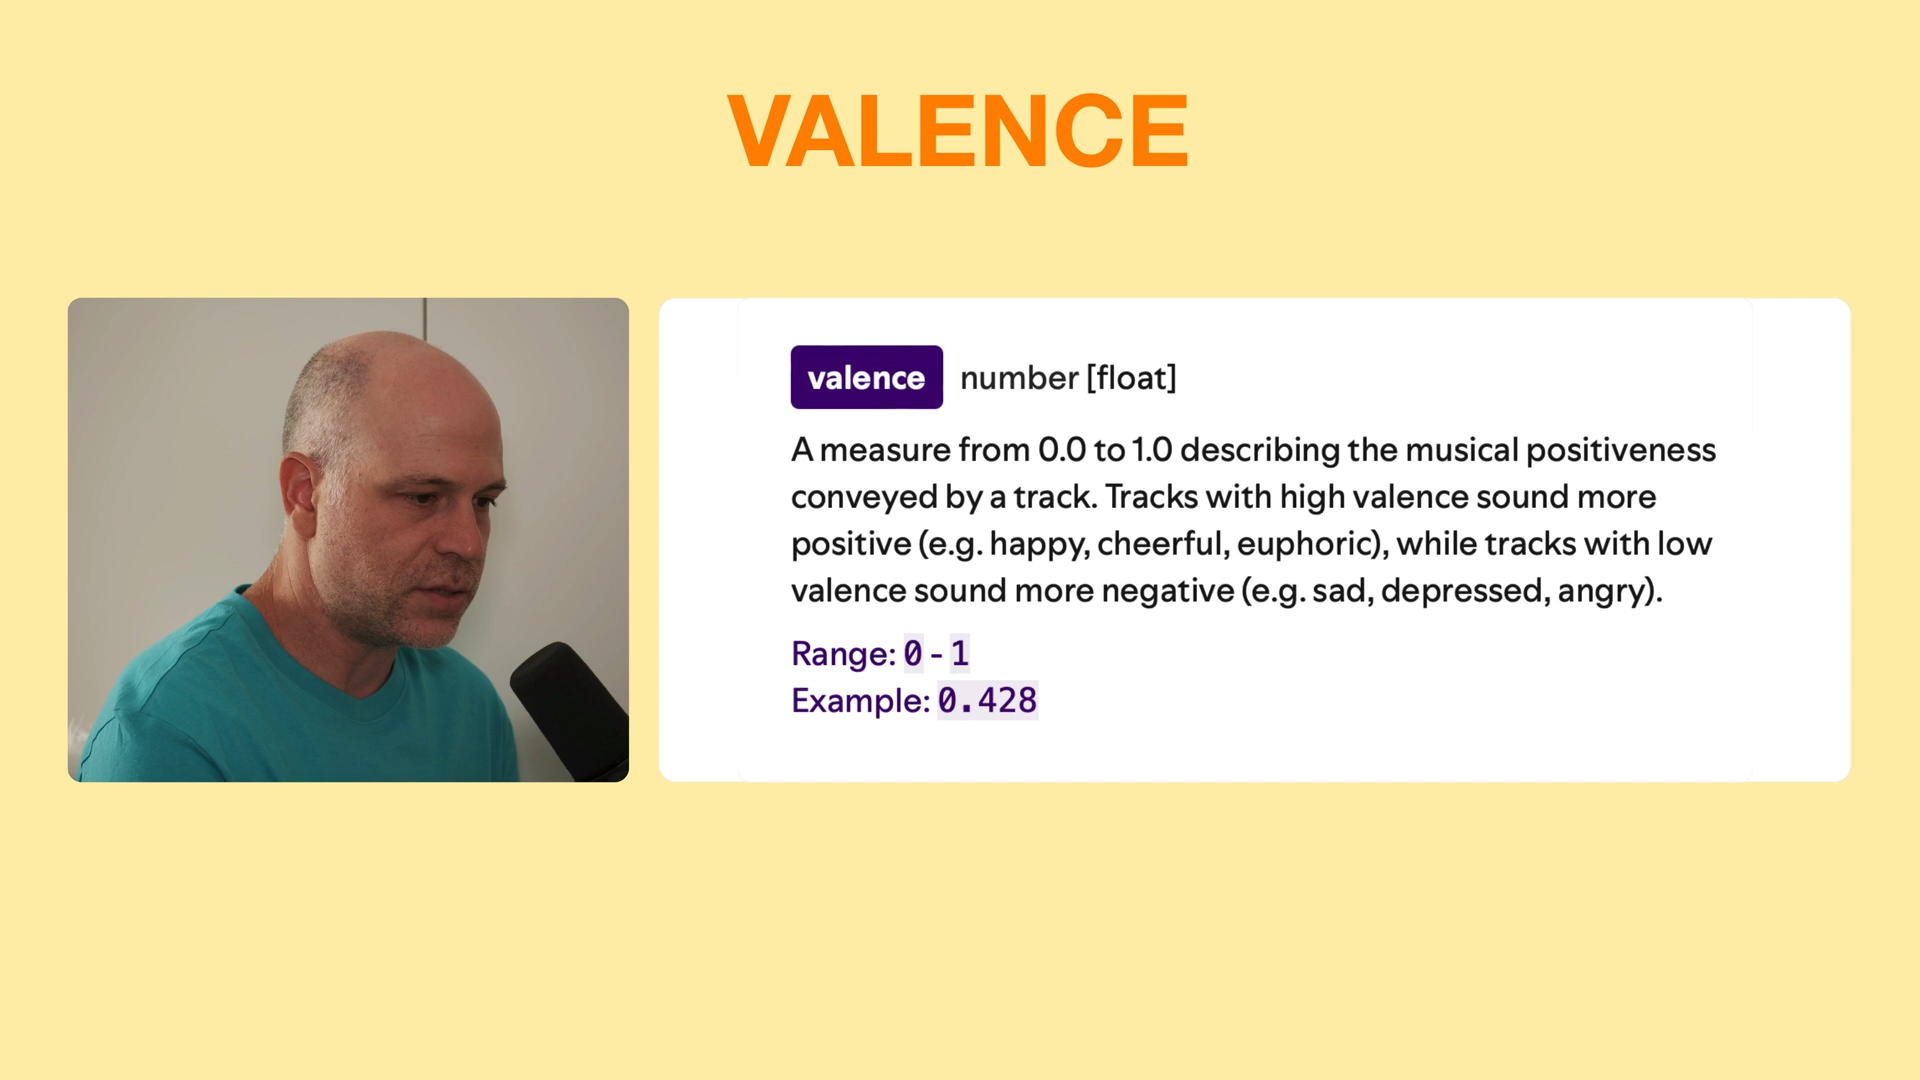 VALENCE
valence number [float]
A measure from 0.0 to 1.0 describing the musical positiveness
conveyed by a track. Tracks with high valence sound more
positive (e.g. happy, cheerful, euphoric), while tracks with low
valence sound more negative (e.g. sad, depressed, angry).
Range: 0 - 1
Example: 0.428